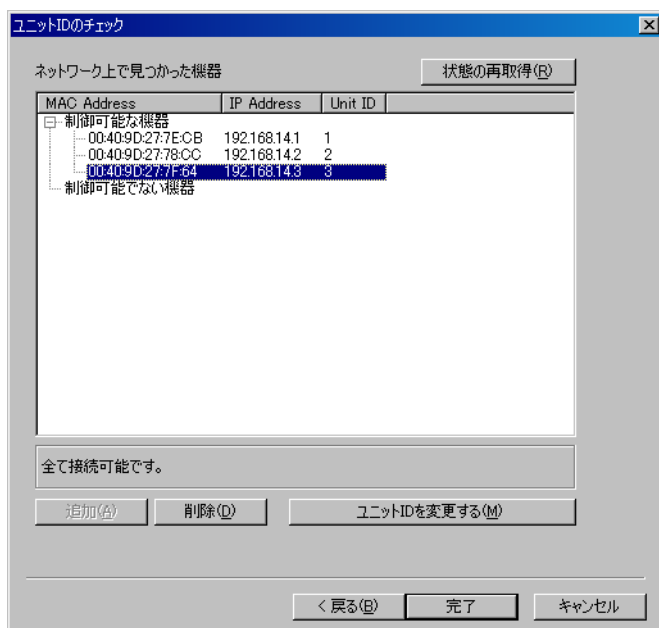 ユニットIDのチェック
ネットワーク上で見つかった機器
状態の再取得(R)
MAC Address IP Address Unit ID
制御可能な機器
00:40:9D:27:7E:CB 192.168.14.1 1
00:40:9D:27:78:CC 192.168.14.2 2
00:40:9D:27:7F:64 192.168.14.3 3
制御可能でない機器
全て接続可能です。
追加(A) 削除(D) ユニットIDを変更する(M)
< 戻る(B) 完了 キャンセル